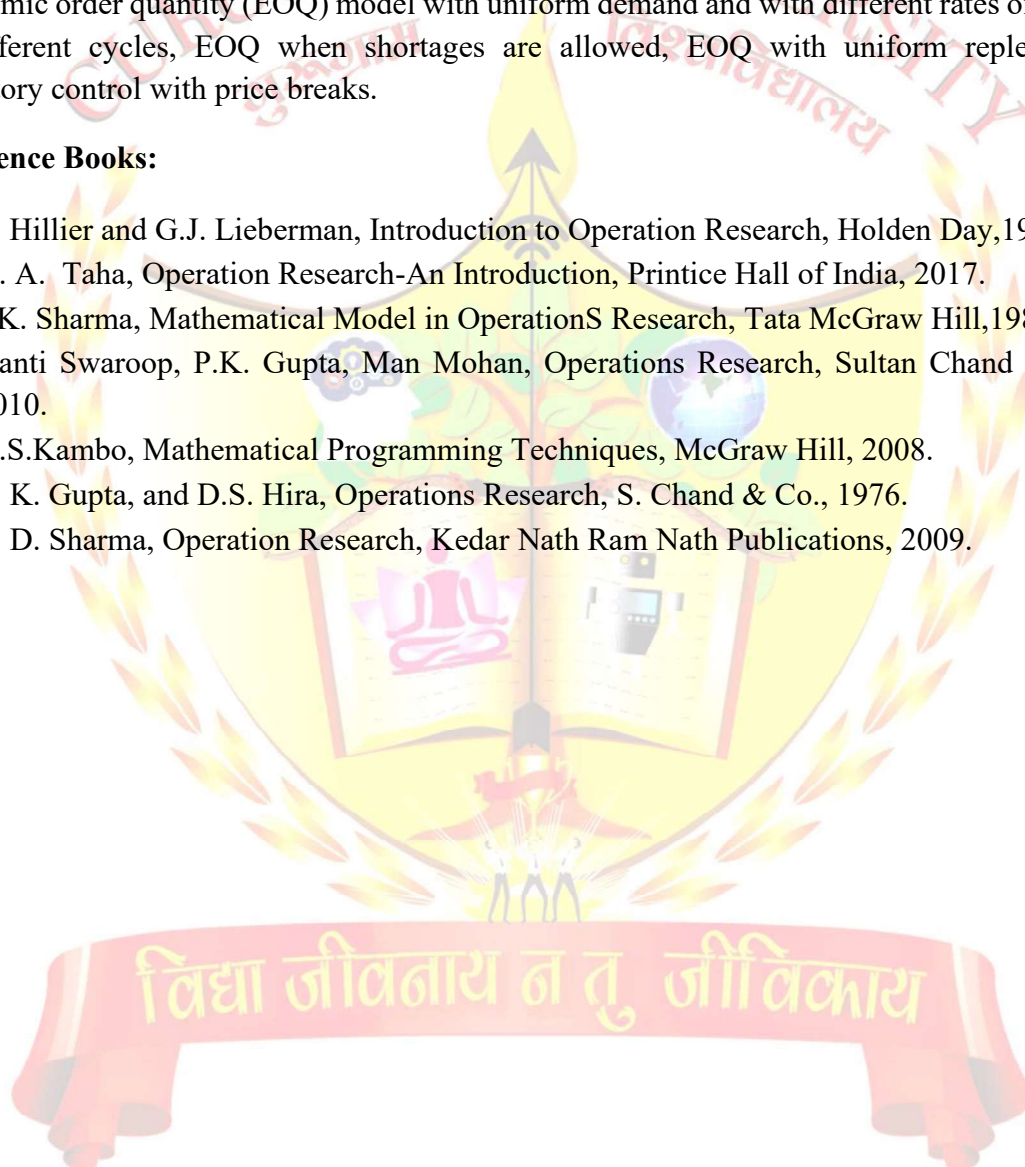 mic order quantity (EOQ) model with uniform demand and with different rates o
ferent cycles, EOQ when shortages are allowed, EOQ with uniform reple
ory control with price breaks.
ence Books:
Hillier and G.J. Lieberman, Introduction to Operation Research, Holden Day,19
. A. Taha, Operation Research-An Introduction, Printice Hall of India, 2017.
K. Sharma, Mathematical Model in OperationS Research, Tata McGraw Hill,198
anti Swaroop, P.K. Gupta, Man Mohan, Operations Research, Sultan Chand
010.
.S.Kambo, Mathematical Programming Techniques, McGraw Hill, 2008.
K. Gupta, and D.S. Hira, Operations Research, S. Chand & Co., 1976.
D. Sharma, Operation Research, Kedar Nath Ram Nath Publications, 2009.
विद्या जीवनाय न तु जीविकाय